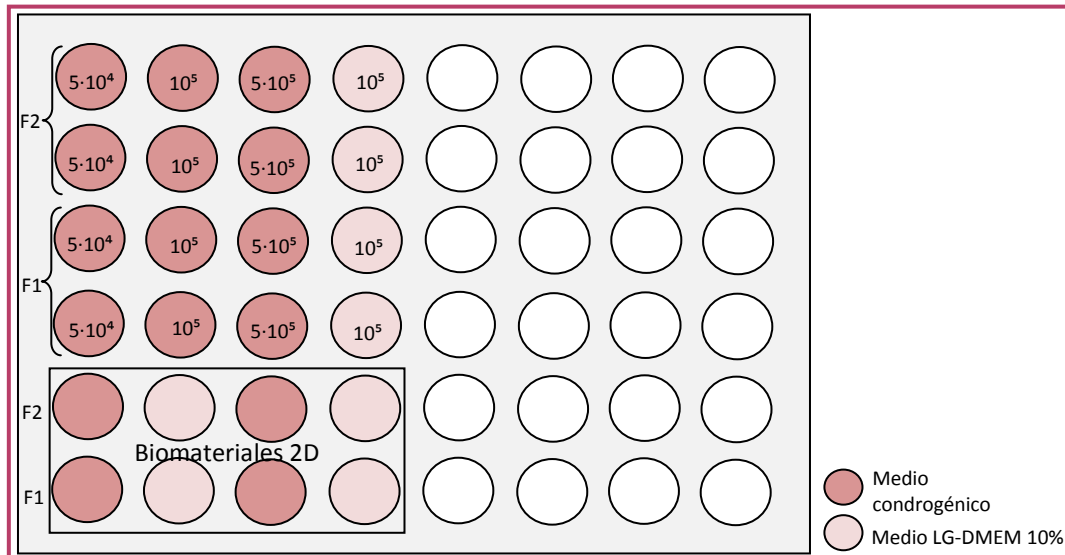 F2
5·10⁴ 10⁵ 5·10⁵ 10⁵
5·10⁴ 10⁵ 5·10⁵ 10⁵
F1
5·10⁴ 10⁵ 5·10⁵ 10⁵
5·10⁴ 10⁵ 5·10⁵ 10⁵
F2
Biomateriales 2D
F1
Medio
condrogénico
Medio LG-DMEM 10%